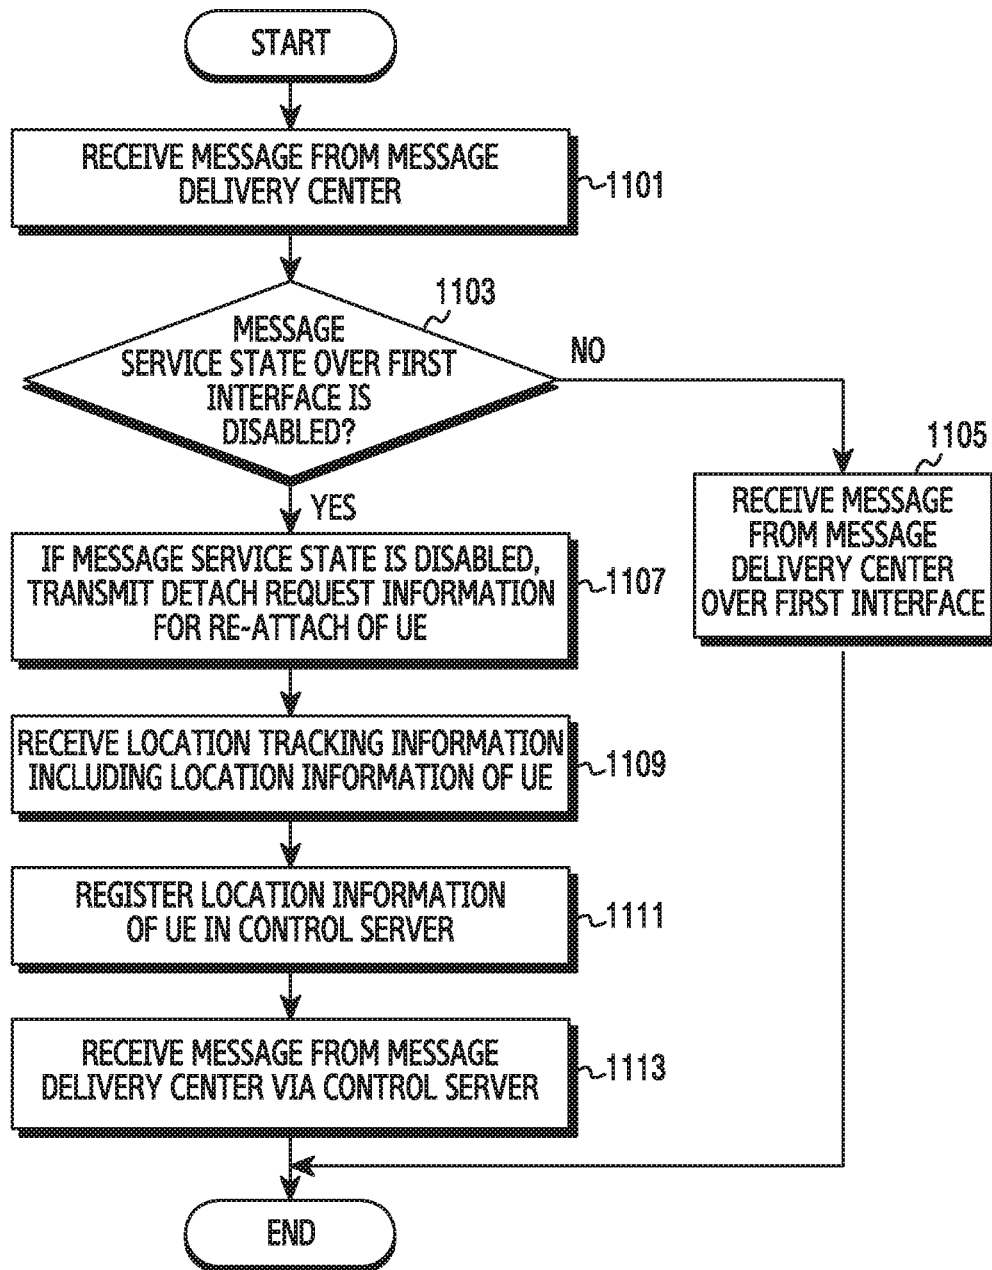 START
RECEIVE MESSAGE FROM MESSAGE
DELIVERY CENTER
1101
1103
MESSAGE
SERVICE STATE OVER FIRST
INTERFACE IS
DISABLED?
NO
YES
1105
RECEIVE MESSAGE
FROM MESSAGE
DELIVERY CENTER
OVER FIRST INTERFACE
IF MESSAGE SERVICE STATE IS DISABLED,
TRANSMIT DETACH REQUEST INFORMATION
FOR RE-ATTACH OF UE
1107
RECEIVE LOCATION TRACKING INFORMATION
INCLUDING LOCATION INFORMATION OF UE
1109
REGISTER LOCATION INFORMATION
OF UE IN CONTROL SERVER
1111
RECEIVE MESSAGE FROM MESSAGE
DELIVERY CENTER VIA CONTROL SERVER
1113
END